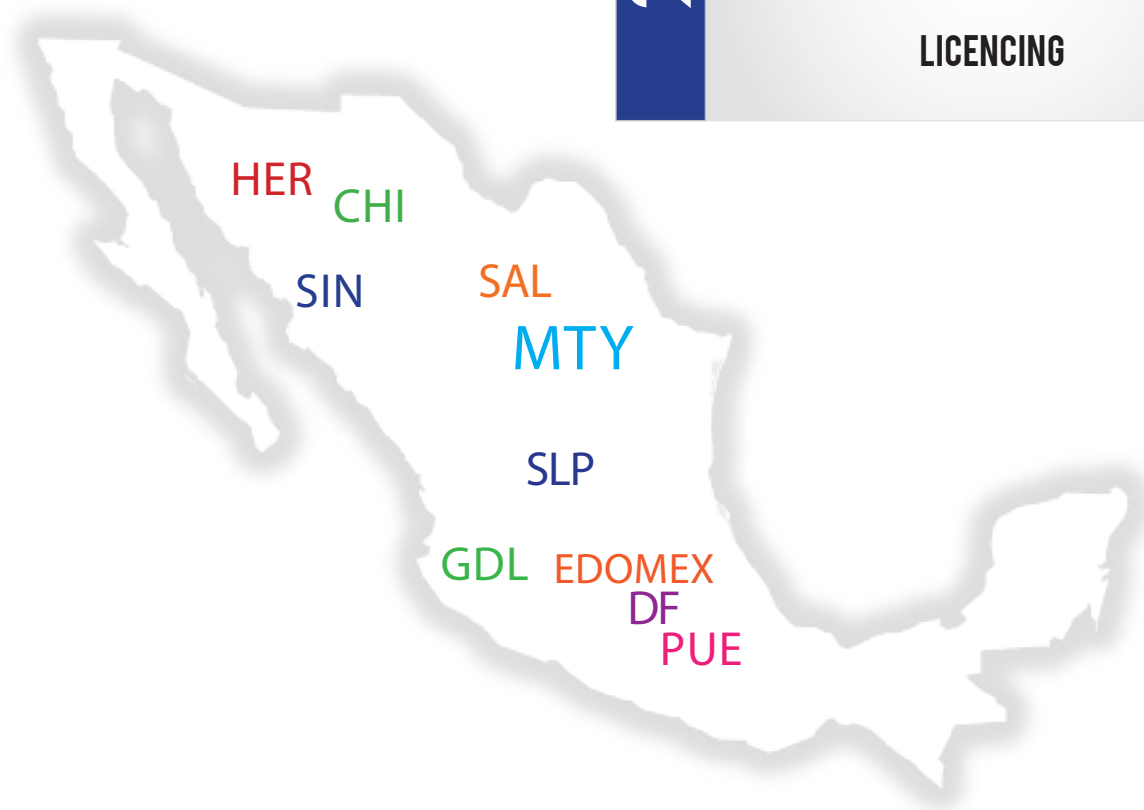 LICENCING
HER
CHI
SIN
SAL
MTY
SLP
GDL
EDOMEX
DF
PUE